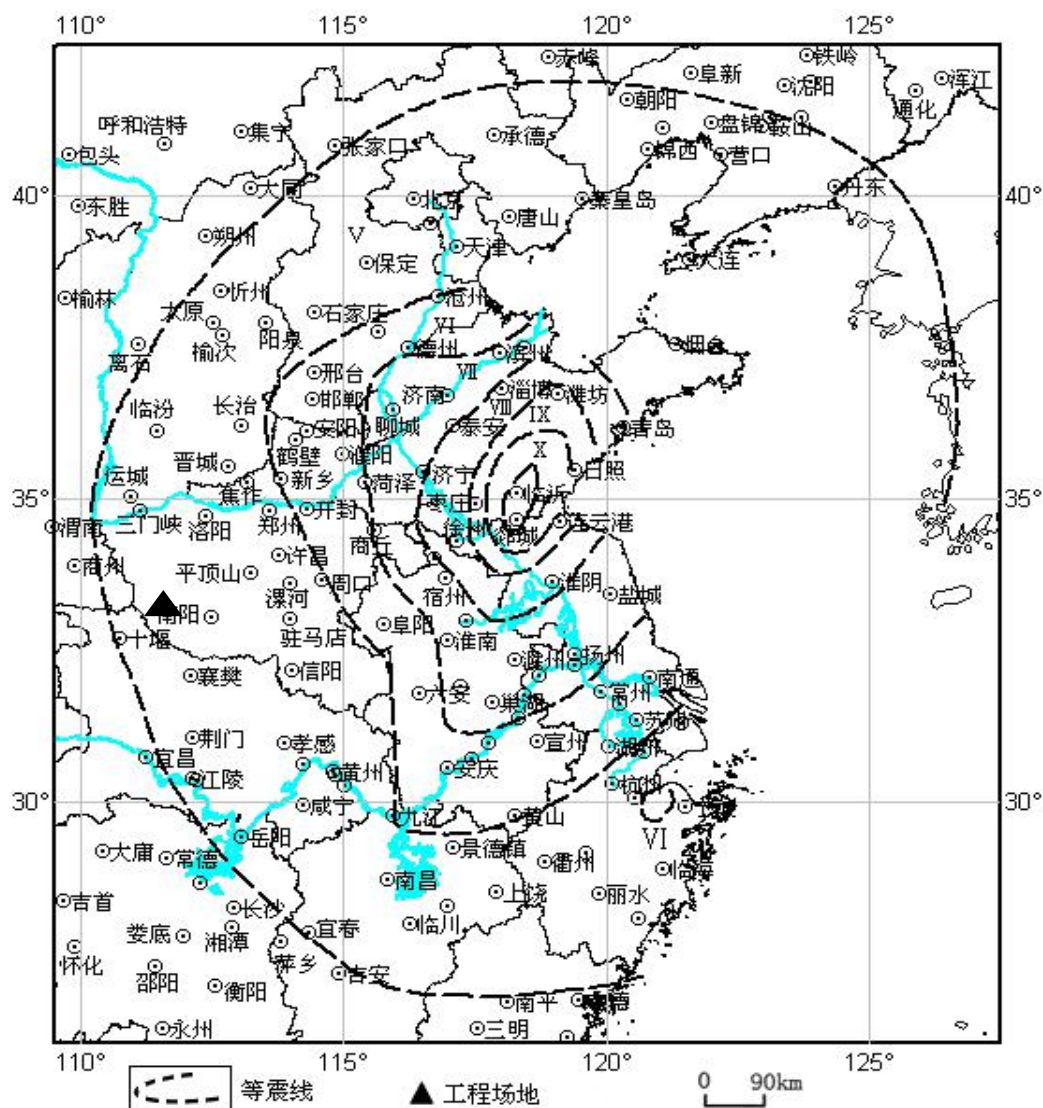 110° 115° 120° 125°
赤峰 铁岭
阜新 沈阳 浑江
朝阳 通化
呼和浩特 集宁 张家口 承德 盘锦 鞍山
包头 锦西 营口
大同 北京 秦皇岛 丹东
40° 40°
东胜 唐山
朔州 Ⅴ 天津
保定 大连
榆林 忻州 沧州
太原 石家庄 Ⅵ
榆次 阳泉 德州 滨州 烟台
离石 Ⅶ
邢台 济南 淄博 潍坊
临汾 长治 邯郸 Ⅷ Ⅸ
安阳 聊城 泰安 青岛
鹤壁 濮阳 Ⅹ
运城 晋城 新乡 菏泽 济宁 日照
35° 焦作 枣庄 临沂 35°
渭南 三门峡 洛阳 郑州 开封 徐州 郯城 连云港
商丘
商州 平顶山 许昌 周口 淮阴
漯河 宿州 盐城
南阳
十堰 驻马店 阜阳 淮南
信阳 滁州 扬州
襄樊 六安 巢湖 常州 南通
苏州
荆门 孝感 宣州 湖州
宜昌 黄州 安庆
江陵 杭州
30° 咸宁 九江 黄山 30°
岳阳 Ⅵ
大庸 常德 景德镇 衢州 临海
南昌 上饶 丽水
吉首 长沙
娄底 湘潭 宜春 临川
怀化 萍乡
邵阳 吉安
衡阳 南平
永州 三明
110° 115° 120° 125°
等震线 工程场地 0 90km